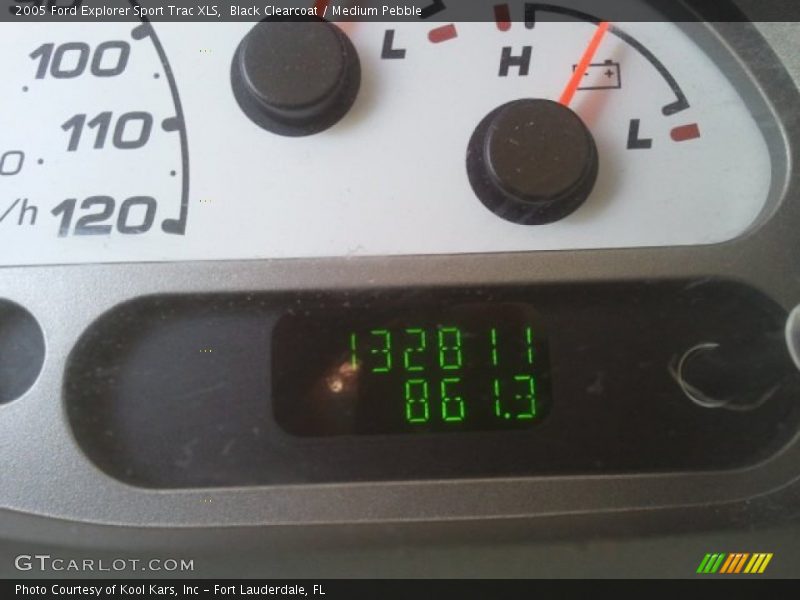 2005 Ford Explorer Sport Trac XLS,  Black Clearcoat / Medium Pebble
100
L
H
110
L
0
/h
120
132811
861.3
GTCARLOT.COM
Photo Courtesy of Kool Kars, Inc – Fort Lauderdale, FL